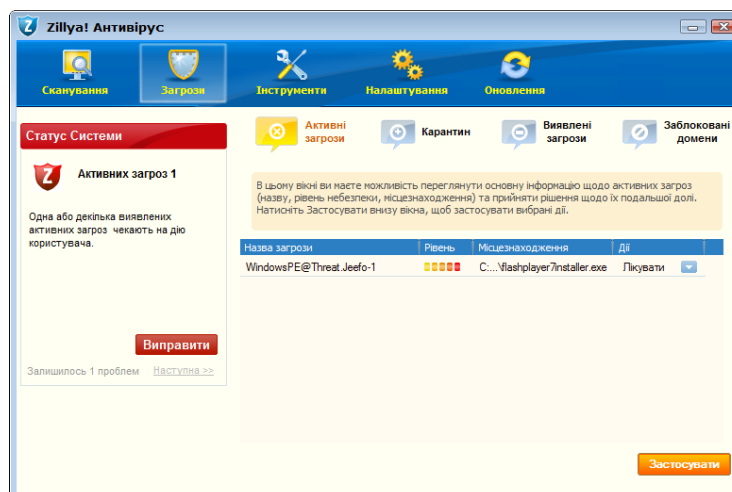 Zillya! Антивірус
Сканування
Загрози
Інструменти
Налаштування
Оновлення
Статус Системи
Активних загроз 1
Одна або декілька виявлених
активних загроз чекають на дію
користувача.
Виправити
Залишилось 1 проблем Наступна >>
Активні
загрози
Карантин
Виявлені
загрози
Заблоковані
домени
В цьому вікні ви маєте можливість переглянути основну інформацію щодо активних загроз
(назву, рівень небезпеки, місцезнаходження) та прийняти рішення щодо їх подальшої долі.
Натисніть Застосувати внизу вікна, щоб застосувати вибрані дії.
Назва загрози Рівень Місцезнаходження Дії
WindowsPE@Threat.Jeefo-1 C:...\flashplayer7installer.exe Лікувати
Застосувати